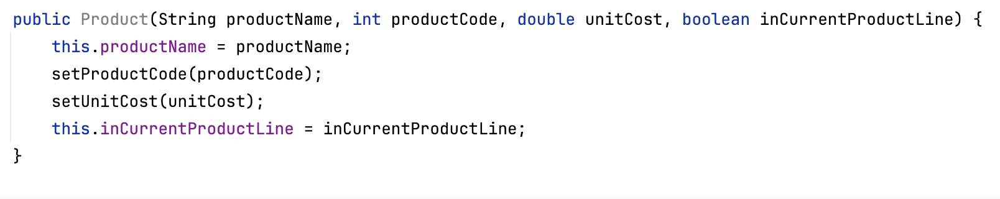 public Product(String productName, int productCode, double unitCost, boolean inCurrentProductLine) {
    this.productName = productName;
    setProductCode(productCode);
    setUnitCost(unitCost);
    this.inCurrentProductLine = inCurrentProductLine;
}